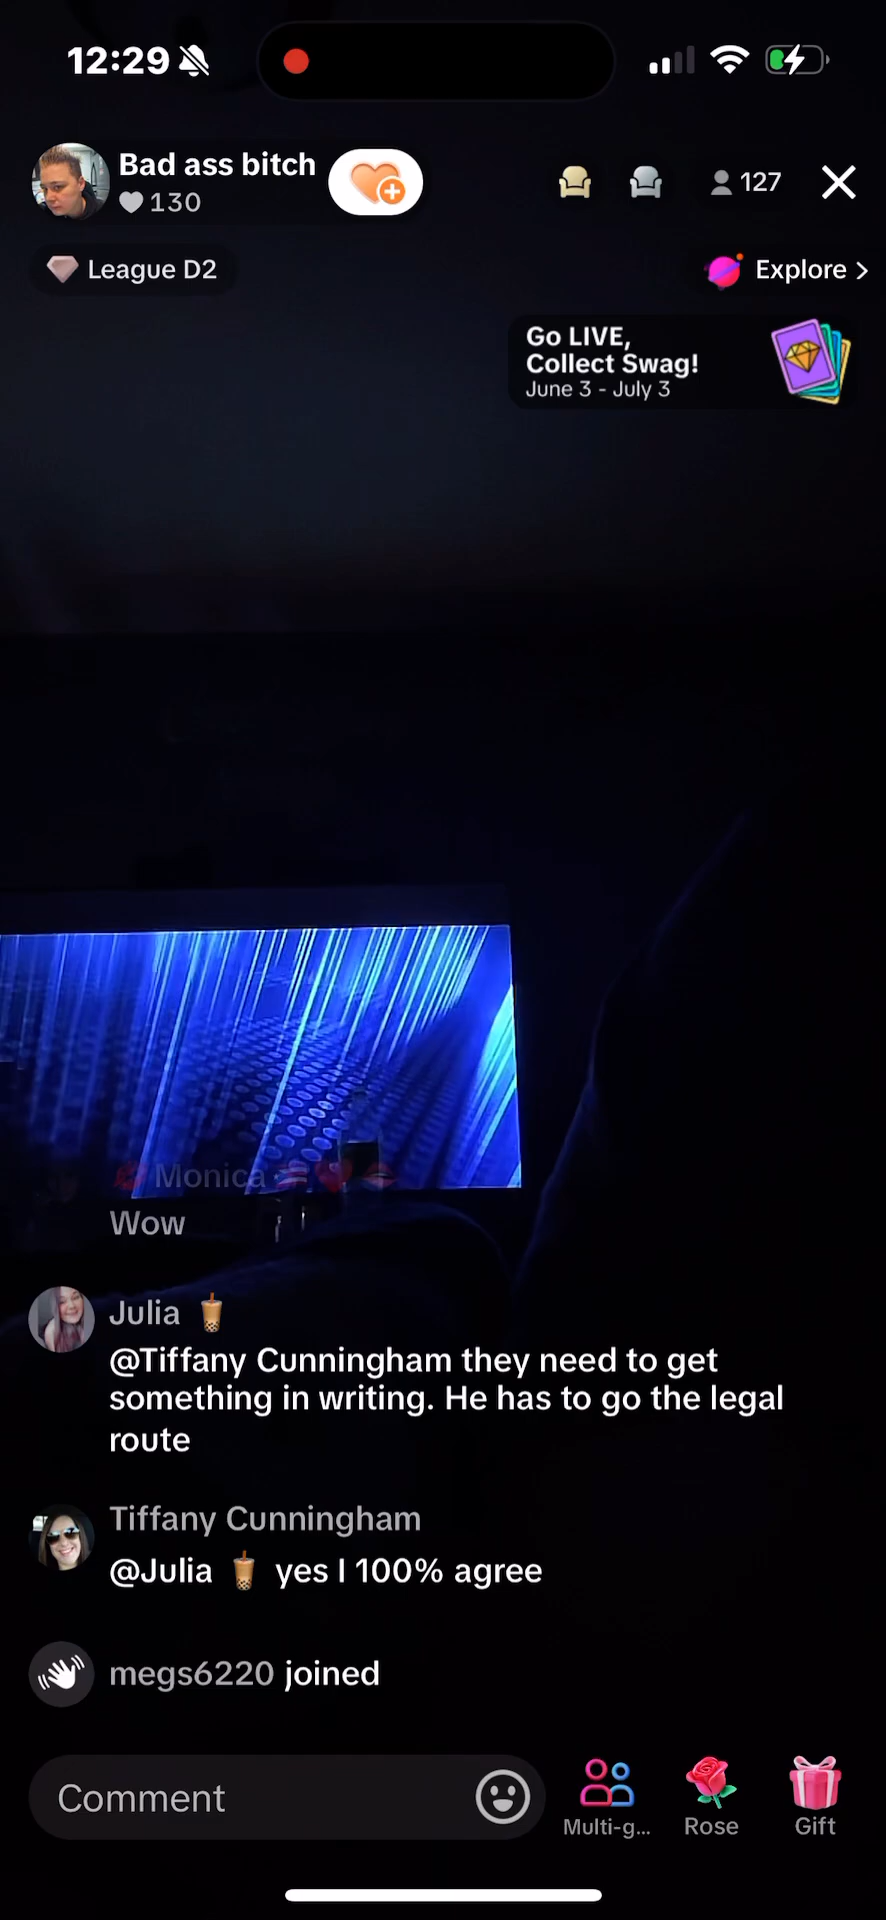 12:29
Bad ass bitch
130
127
League D2
Explore >
Go LIVE,
Collect Swag!
June 3 - July 3
Monica
Wow
Julia
@Tiffany Cunningham they need to get
something in writing. He has to go the legal
route
Tiffany Cunningham
@Julia 🧋 yes I 100% agree
megs6220 joined
Comment
Multi-g...
Rose
Gift